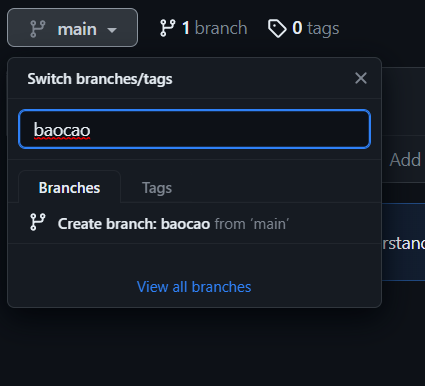 main 1 branch 0 tags
Switch branches/tags
baocao
Add
Branches Tags
Create branch: baocao from ‘main’
View all branches